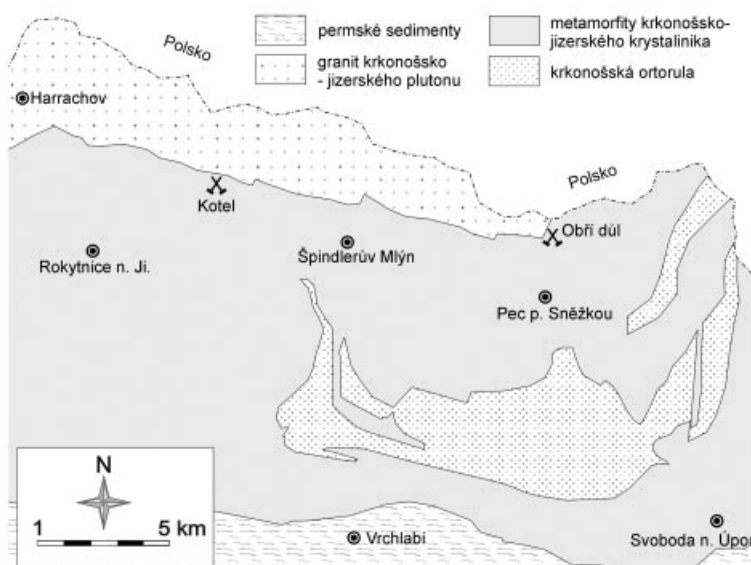 Polsko
permské sedimenty
granit krkonošsko
- jizerského plutonu
metamorfity krkonošsko-
jizerského krystalinika
krkonošská ortorula
Harrachov
Polsko
Kotel
Obří důl
Rokytnice n. Ji.
Špindlerův Mlýn
Pec p. Sněžkou
N
1 5 km
Vrchlabí
Svoboda n. Úpou